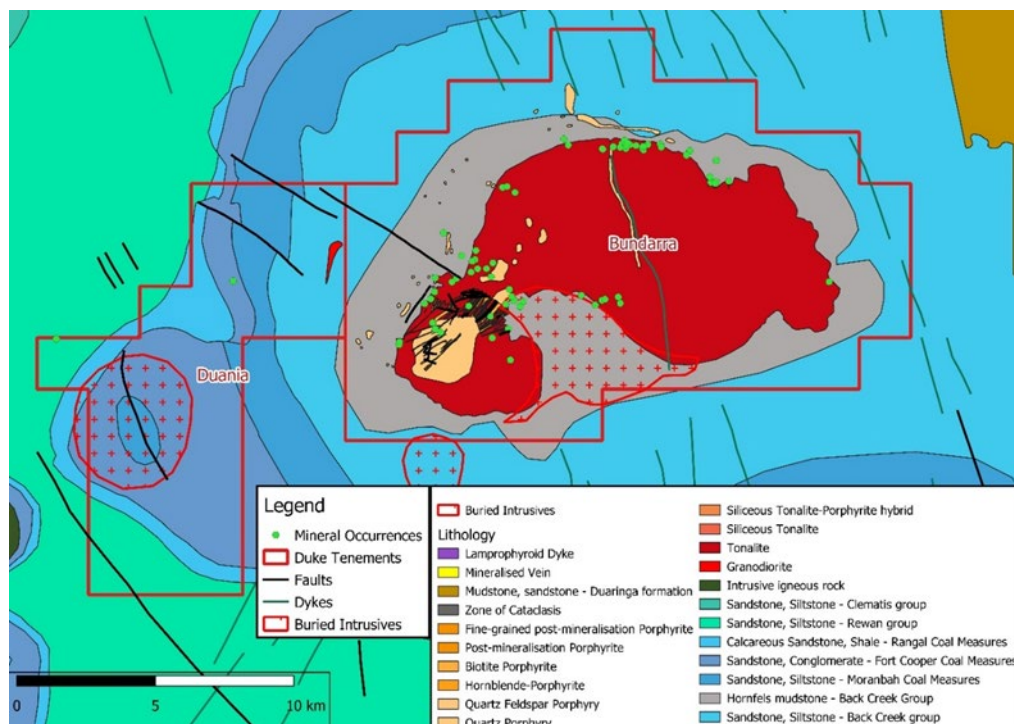 Bundarra
Duania
Legend
Mineral Occurrences
Duke Tenements
Faults
Dykes
Buried Intrusives
0
5
10 km
Buried Intrusives
Lithology
Lamprophyroid Dyke
Mineralised Vein
Mudstone, sandstone - Duaringa formation
Zone of Cataclasis
Fine-grained post-mineralisation Porphyrite
Post-mineralisation Porphyrite
Biotite Porphyrite
Hornblende-Porphyrite
Quartz Feldspar Porphyry
Quartz Porphyry
Siliceous Tonalite-Porphyrite hybrid
Siliceous Tonalite
Tonalite
Granodiorite
Intrusive igneous rock
Sandstone, Siltstone - Clematis group
Sandstone, Siltstone - Rewan group
Calcareous Sandstone, Shale - Rangal Coal Measures
Sandstone, Conglomerate - Fort Cooper Coal Measures
Sandstone, Siltstone - Moranbah Coal Measures
Hornfels mudstone - Back Creek Group
Sandstone, Siltstone - Back Creek group